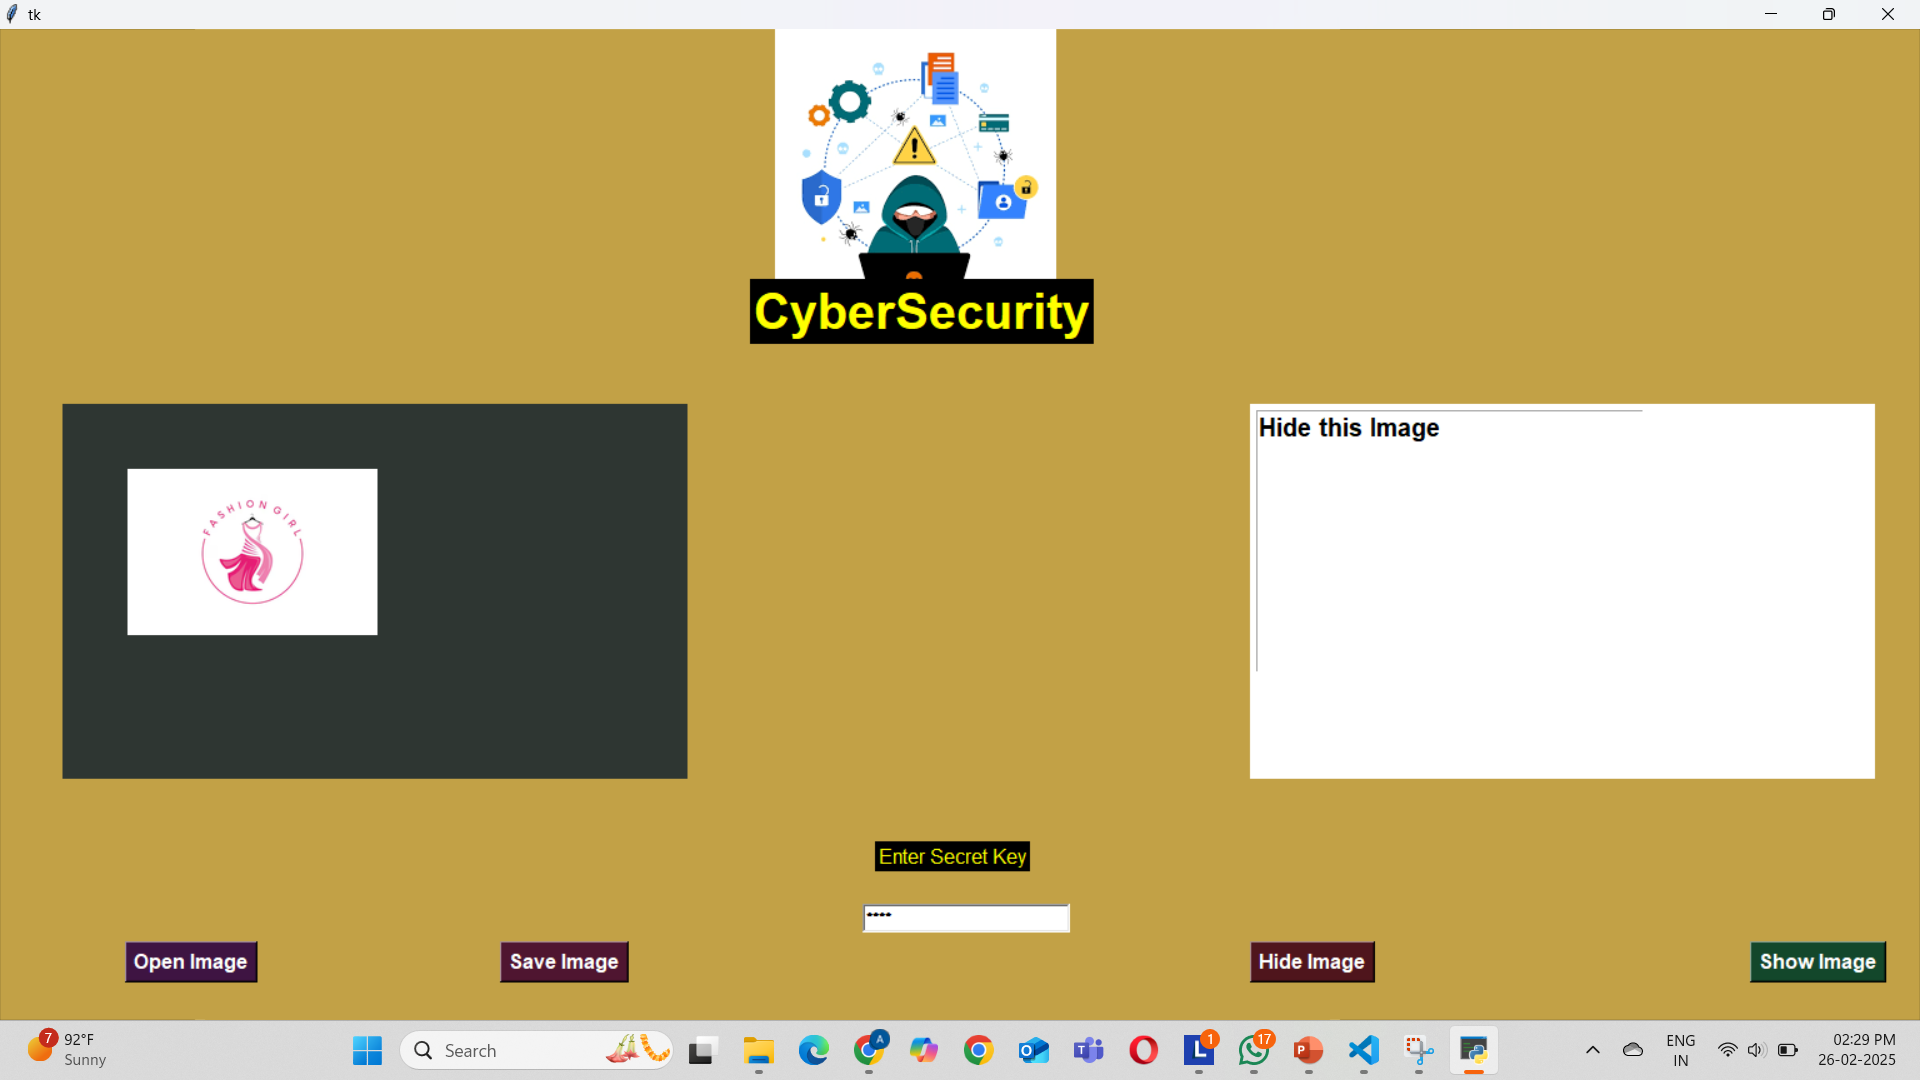 tk
CyberSecurity
FASHION GIRL
Hide this Image
Enter Secret Key
****
Open Image
Save Image
Hide Image
Show Image
7
92°F
Sunny
Search
A
L
1
17
P
ENG
IN
02:29 PM
26-02-2025